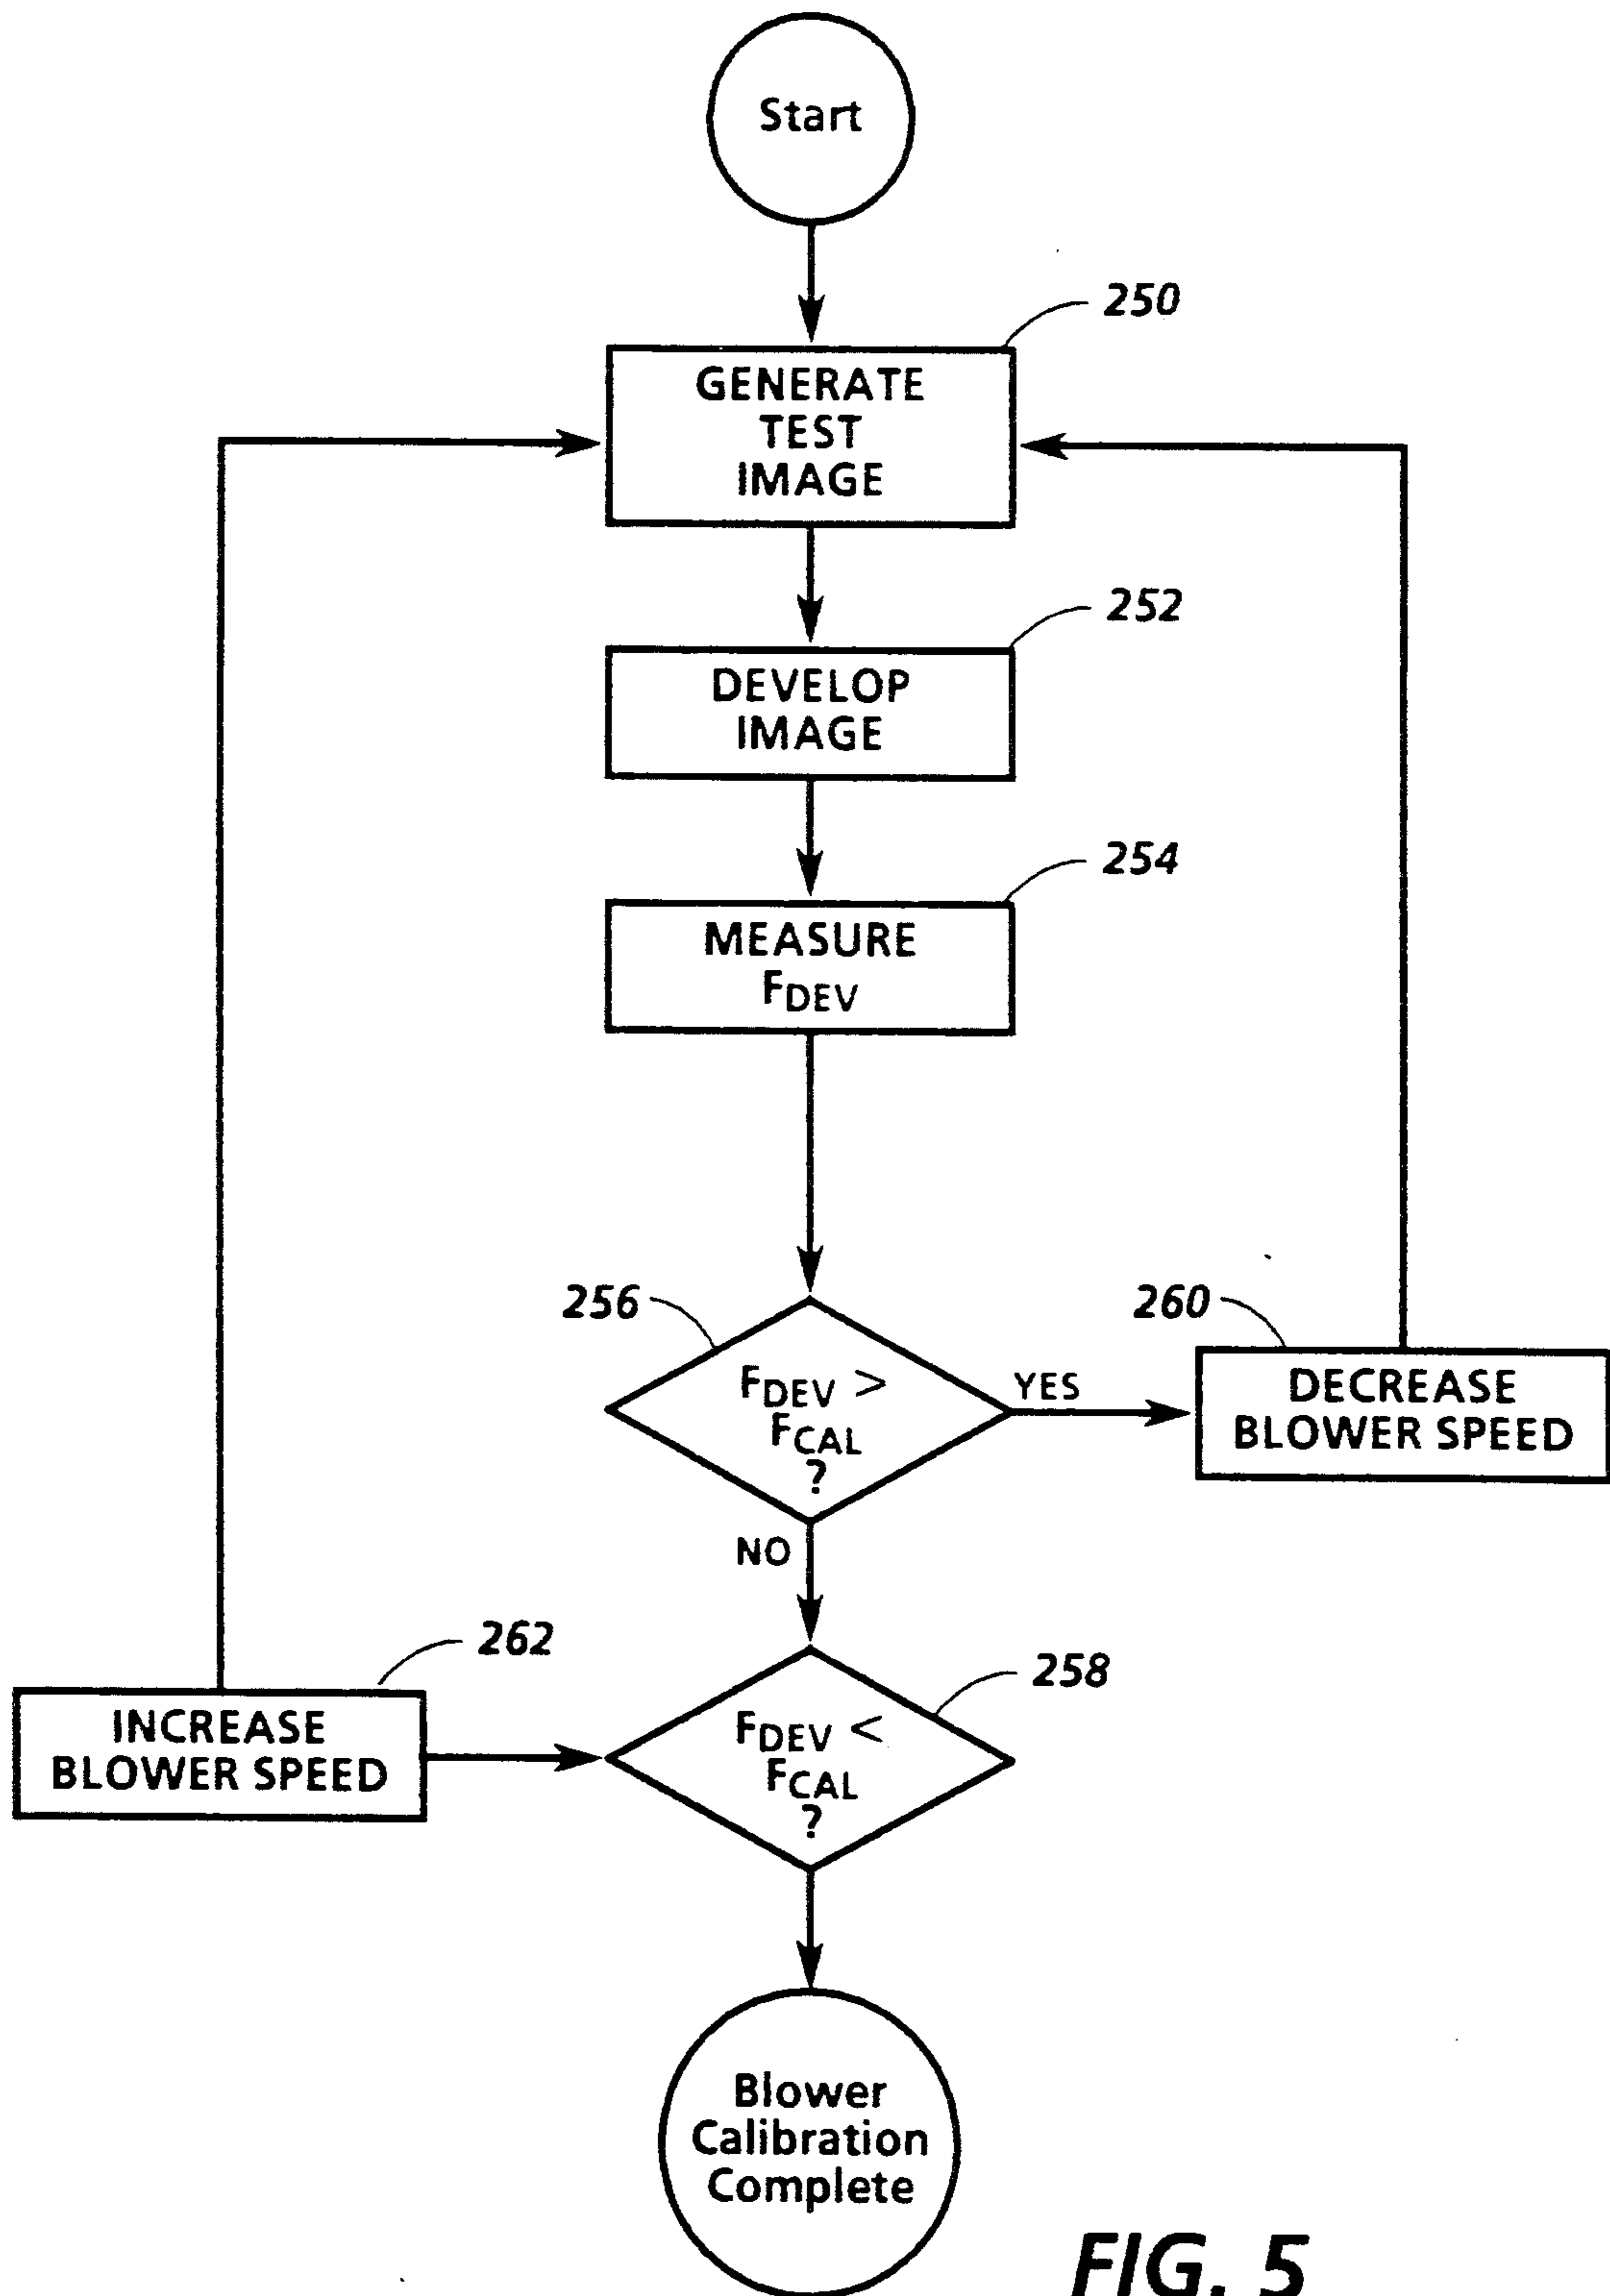 Start
250
GENERATE
TEST
IMAGE
252
DEVELOP
IMAGE
254
MEASURE
FDEV
256
FDEV >
FCAL
?
YES
260
DECREASE
BLOWER SPEED
NO
262
INCREASE
BLOWER SPEED
258
FDEV <
FCAL
?
Blower
Calibration
Complete
FIG. 5